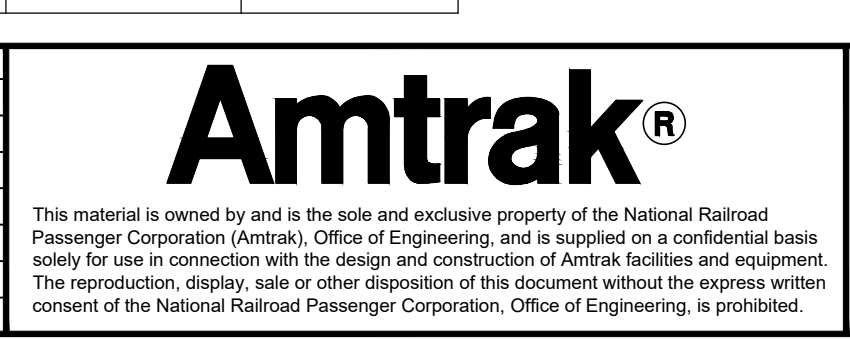 Amtrak®
This material is owned by and is the sole and exclusive property of the National Railroad
Passenger Corporation (Amtrak), Office of Engineering, and is supplied on a confidential basis
solely for use in connection with the design and construction of Amtrak facilities and equipment.
The reproduction, display, sale or other disposition of this document without the express written
consent of the National Railroad Passenger Corporation, Office of Engineering, is prohibited.